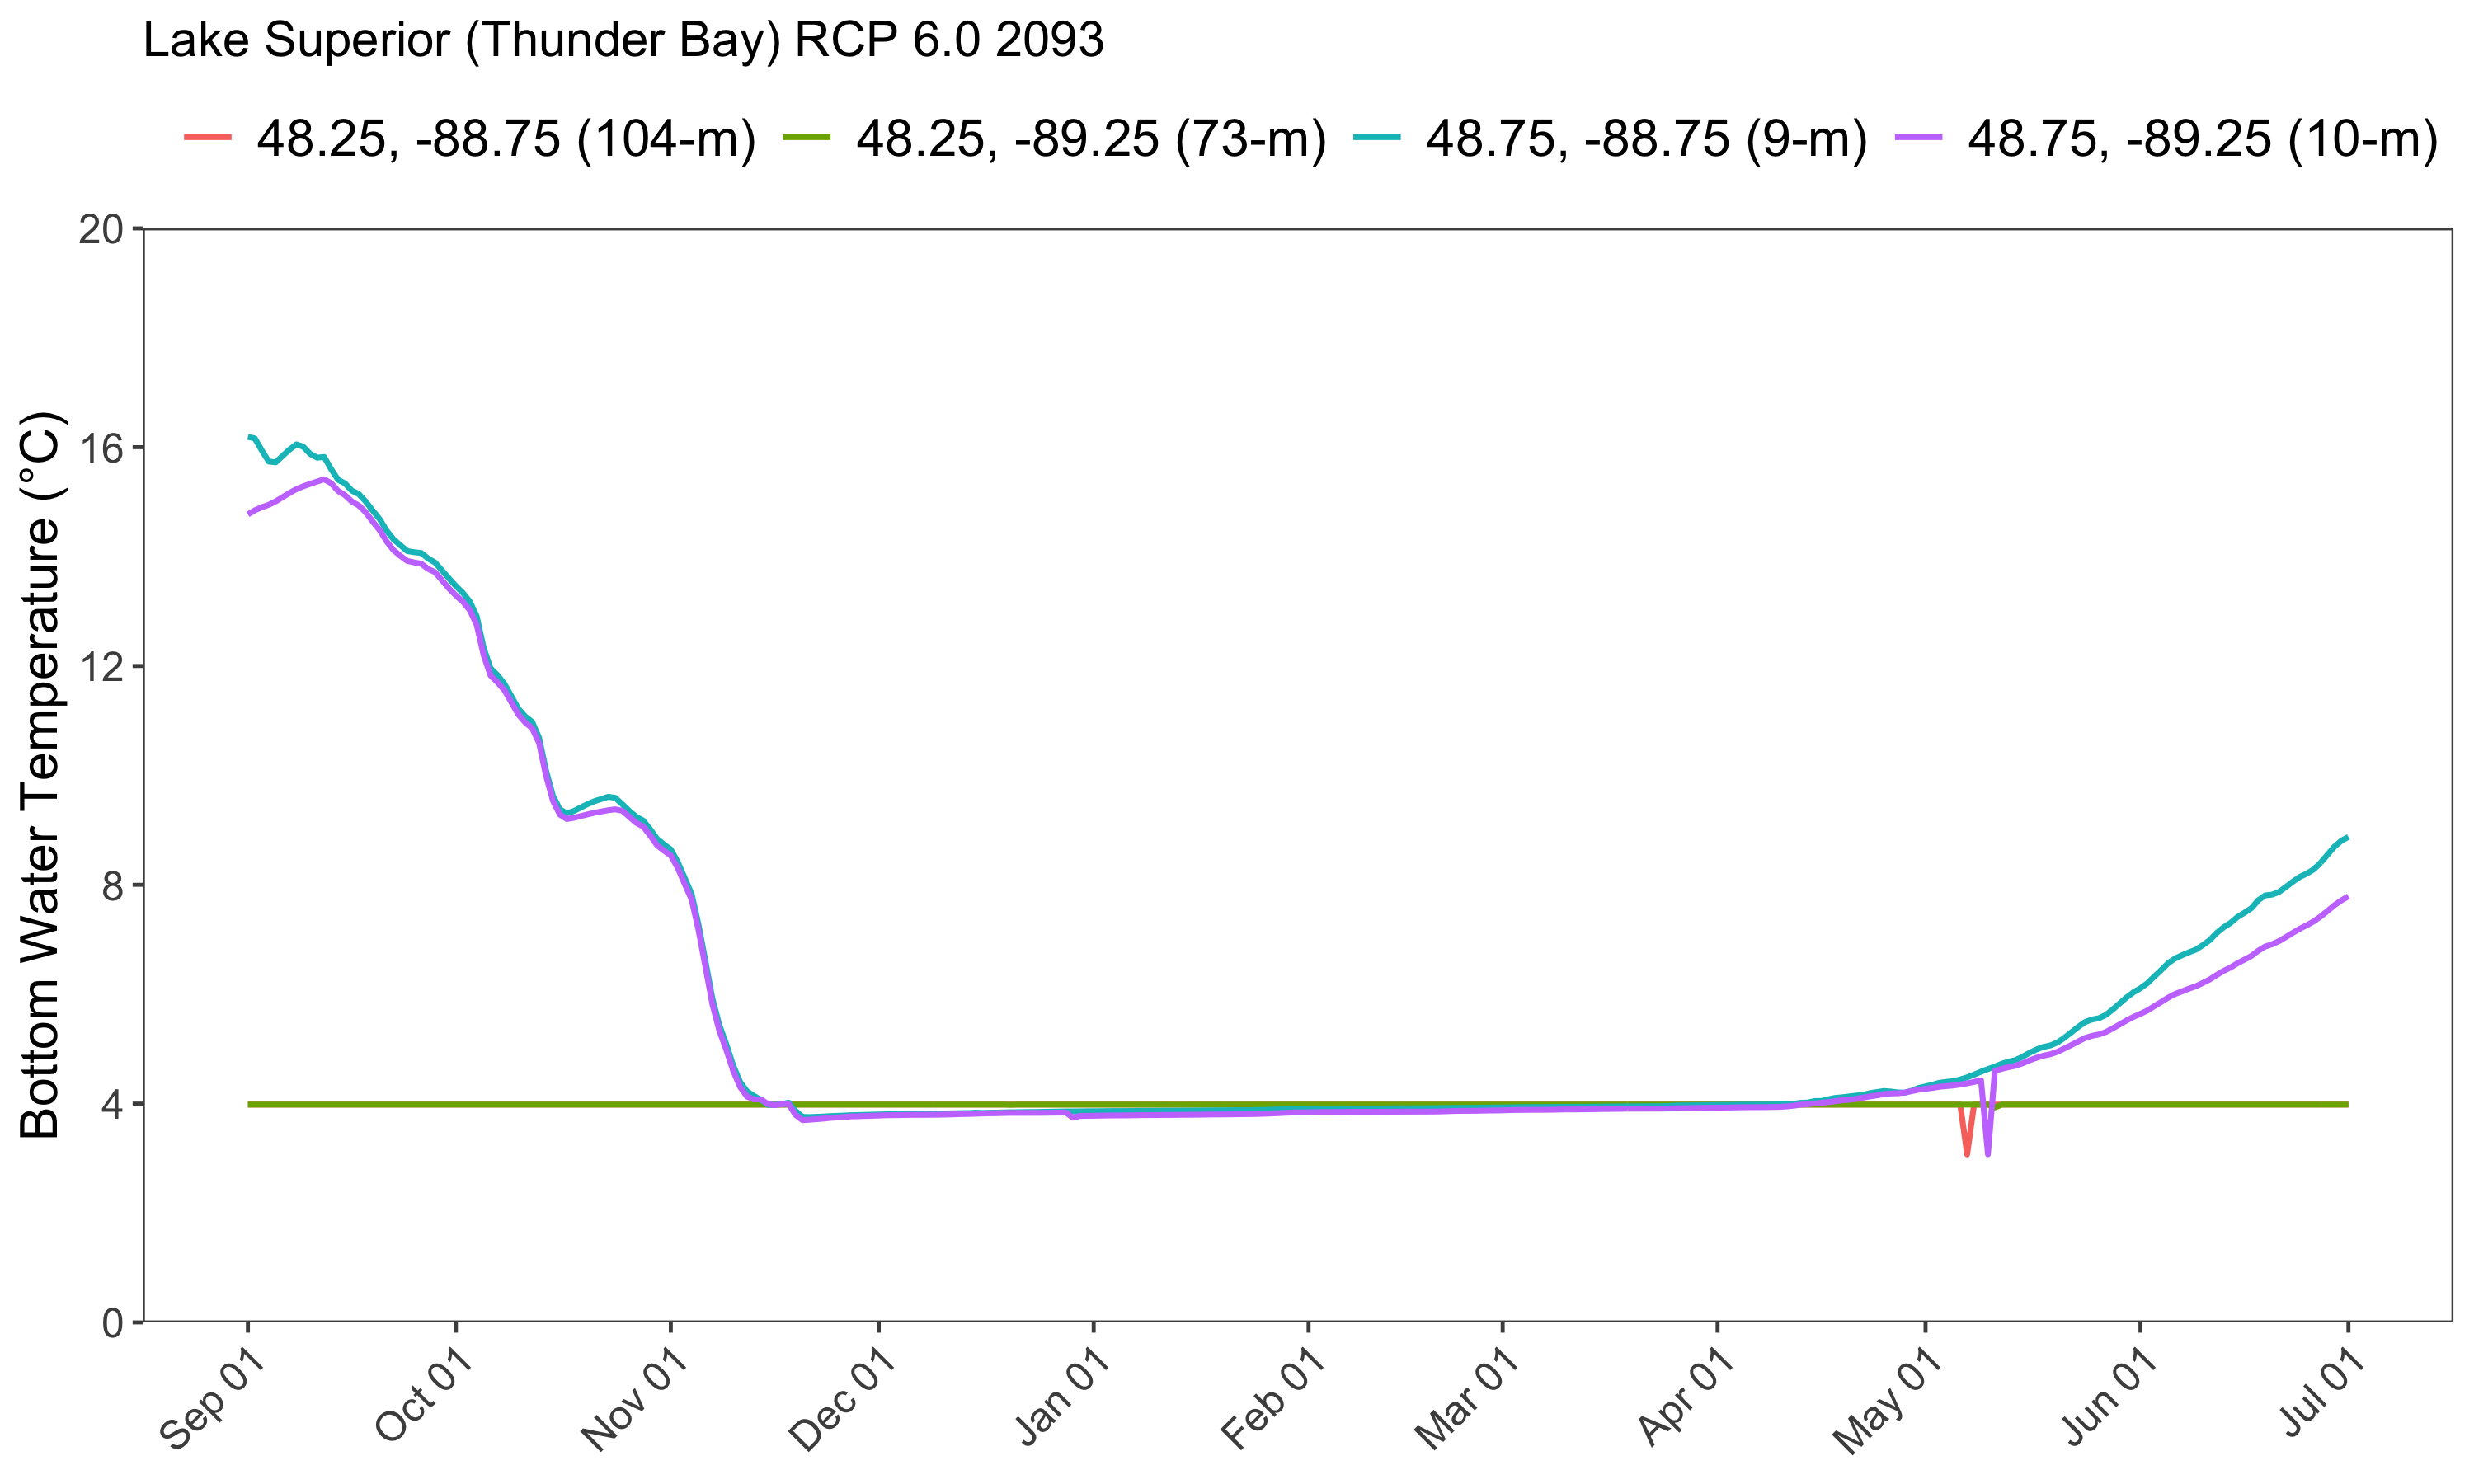 Lake Superior (Thunder Bay) RCP 6.0 2093
48.25, -88.75 (104-m) 48.25, -89.25 (73-m) 48.75, -88.75 (9-m) 48.75, -89.25 (10-m)
Bottom Water Temperature (°C)
20
16
12
8
4
0
Sep 01 Oct 01 Nov 01 Dec 01 Jan 01 Feb 01 Mar 01 Apr 01 May 01 Jun 01 Jul 01